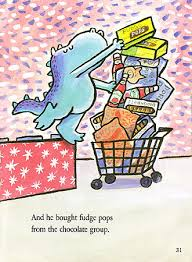 And he bought fudge pops
from the chocolate group.
31